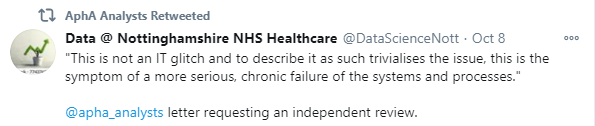 AphA Analysts Retweeted
Data @ Nottinghamshire NHS Healthcare @DataScienceNott · Oct 8
"This is not an IT glitch and to describe it as such trivialises the issue, this is the
symptom of a more serious, chronic failure of the systems and processes."
@apha_analysts letter requesting an independent review.